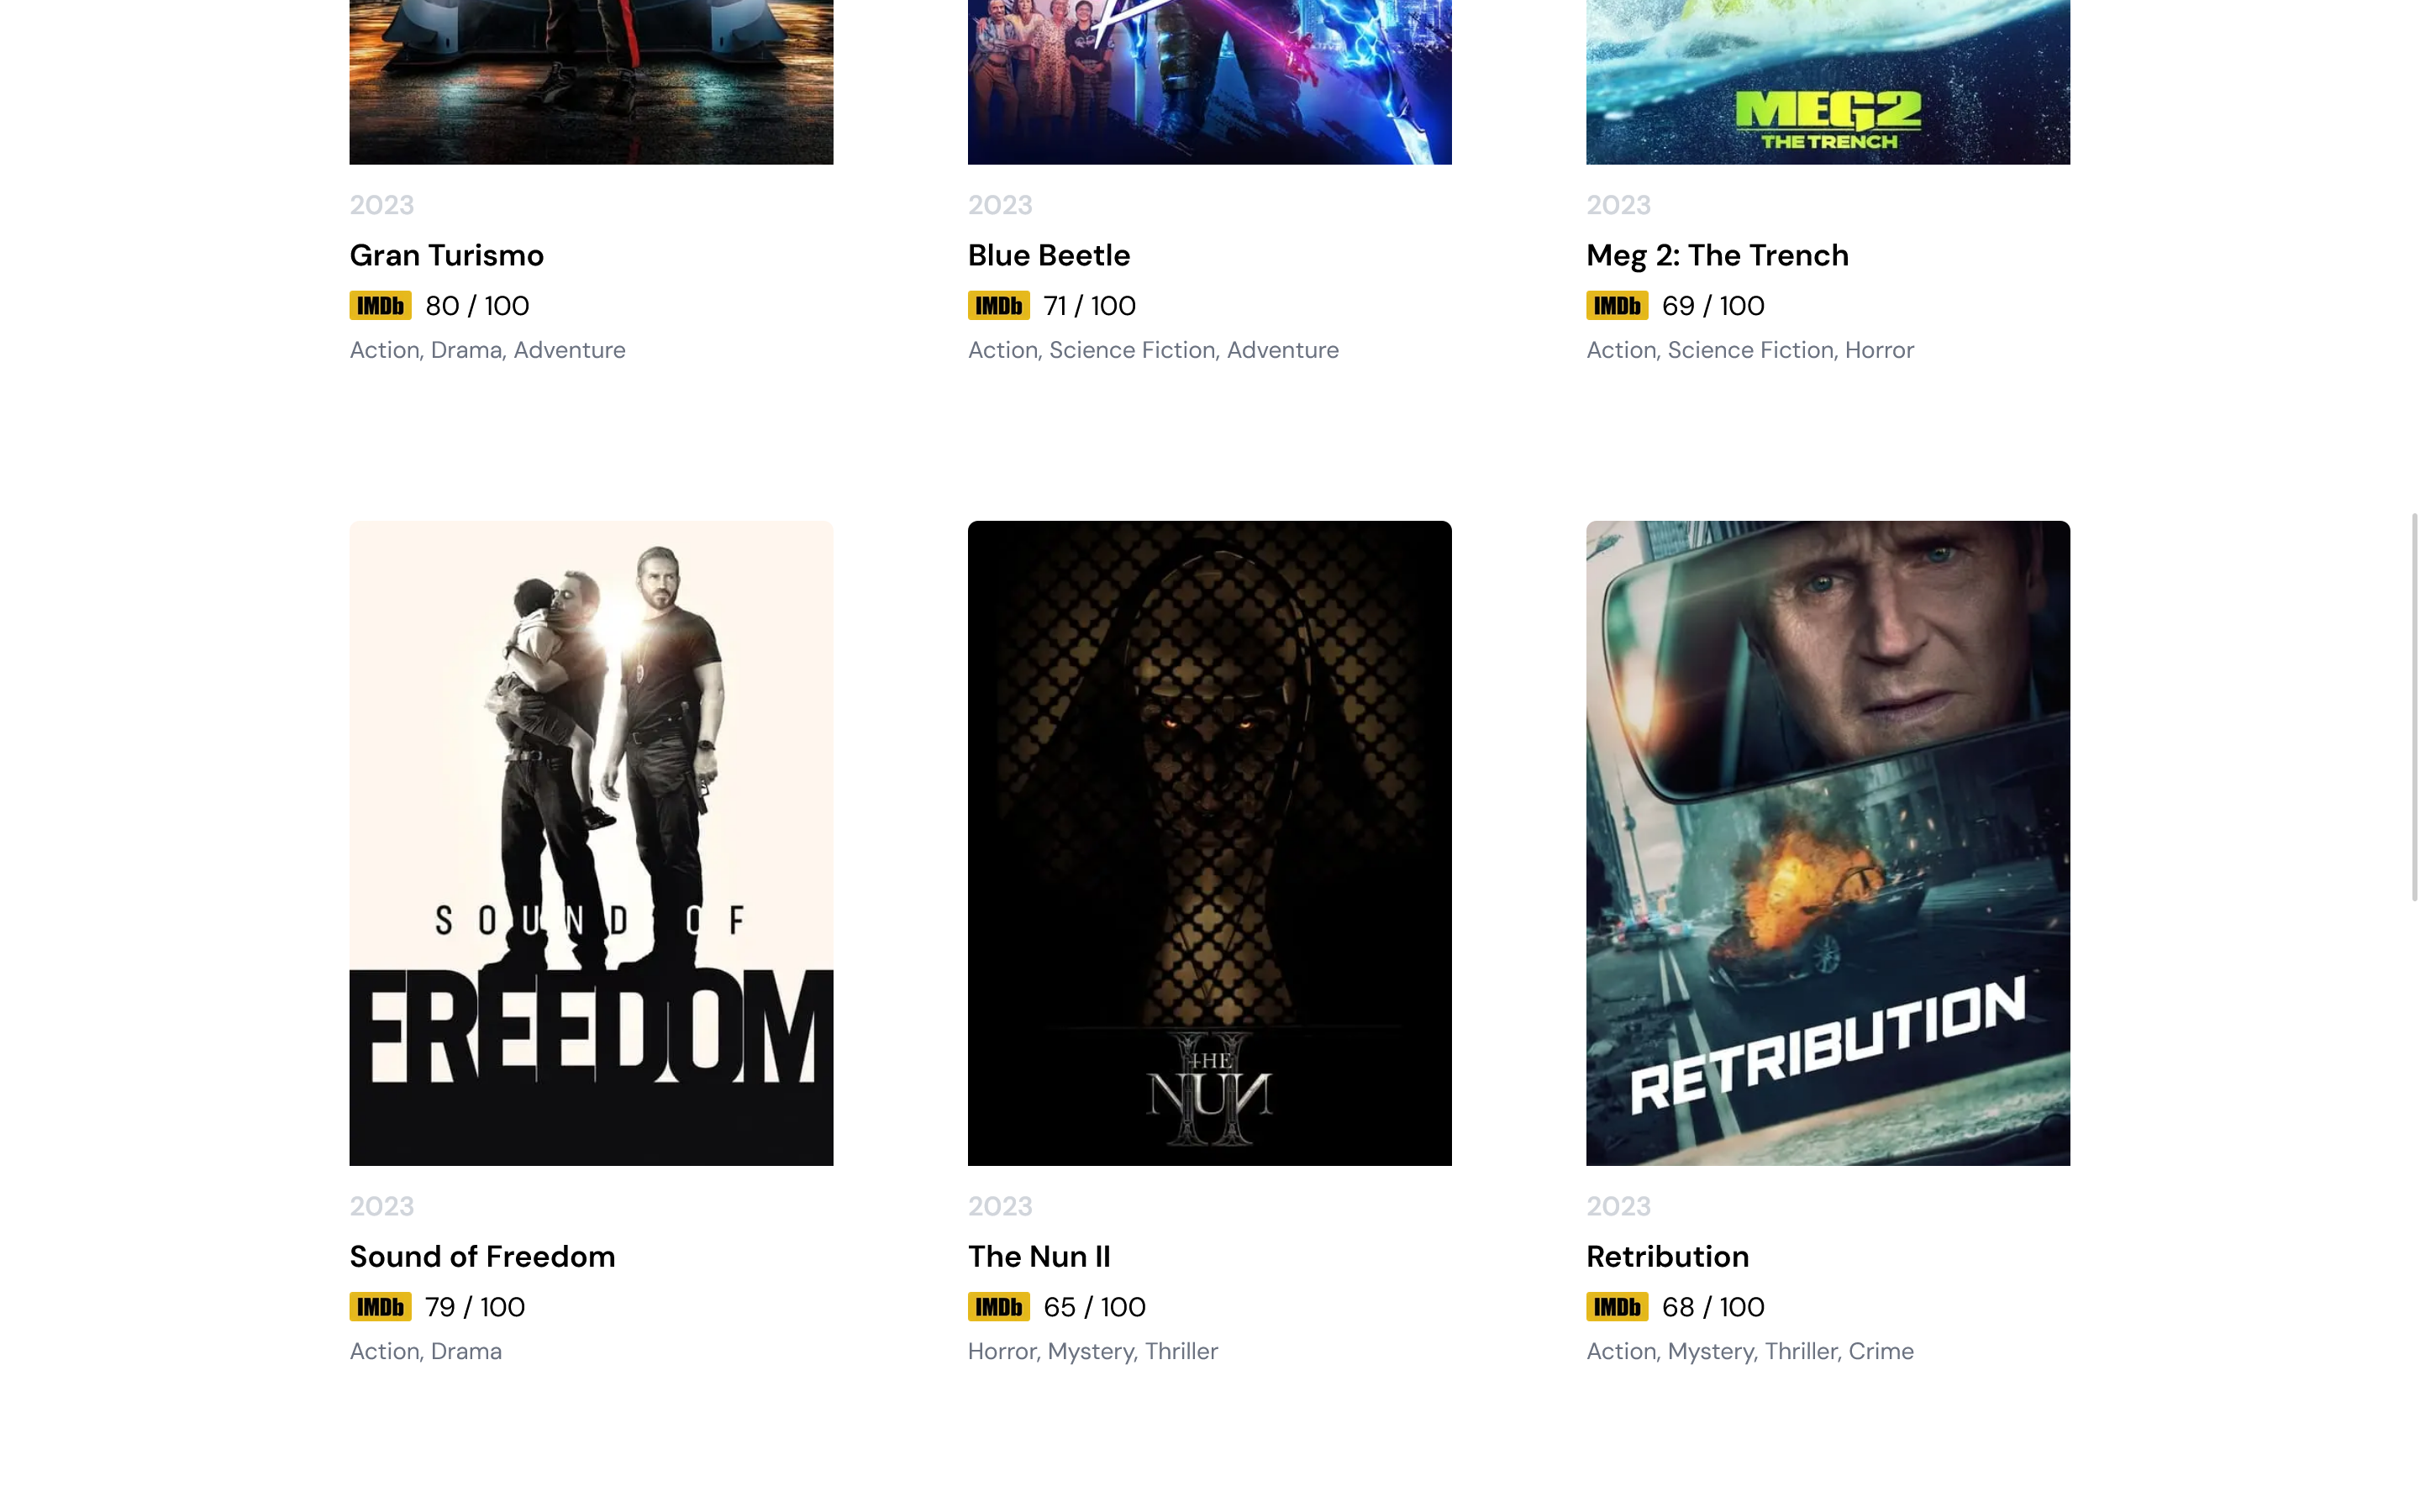 MEG2
THE TRENCH
2023
Gran Turismo
IMDb 80 / 100
Action, Drama, Adventure
2023
Blue Beetle
IMDb 71 / 100
Action, Science Fiction, Adventure
2023
Meg 2: The Trench
IMDb 69 / 100
Action, Science Fiction, Horror
SOUND OF
FREEDOM
2023
Sound of Freedom
IMDb 79 / 100
Action, Drama
THE
NUN
II
2023
The Nun II
IMDb 65 / 100
Horror, Mystery, Thriller
RETRIBUTION
2023
Retribution
IMDb 68 / 100
Action, Mystery, Thriller, Crime